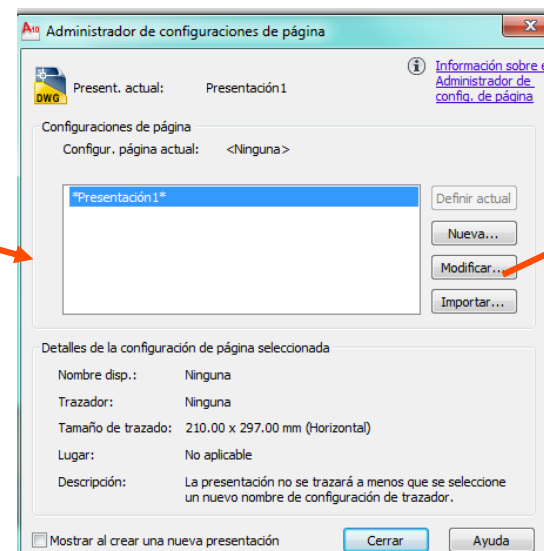 A10 Administrador de configuraciones de página
Información sobre e
Administrador de
config. de página
DWG
Present. actual: Presentación1
Configuraciones de página
Configur. página actual: <Ninguna>
*Presentación1*
Definir actual
Nueva...
Modificar...
Importar...
Detalles de la configuración de página seleccionada
Nombre disp.: Ninguna
Trazador: Ninguna
Tamaño de trazado: 210.00 x 297.00 mm (Horizontal)
Lugar: No aplicable
Descripción: La presentación no se trazará a menos que se seleccione
un nuevo nombre de configuración de trazador.
Mostrar al crear una nueva presentación
Cerrar
Ayuda